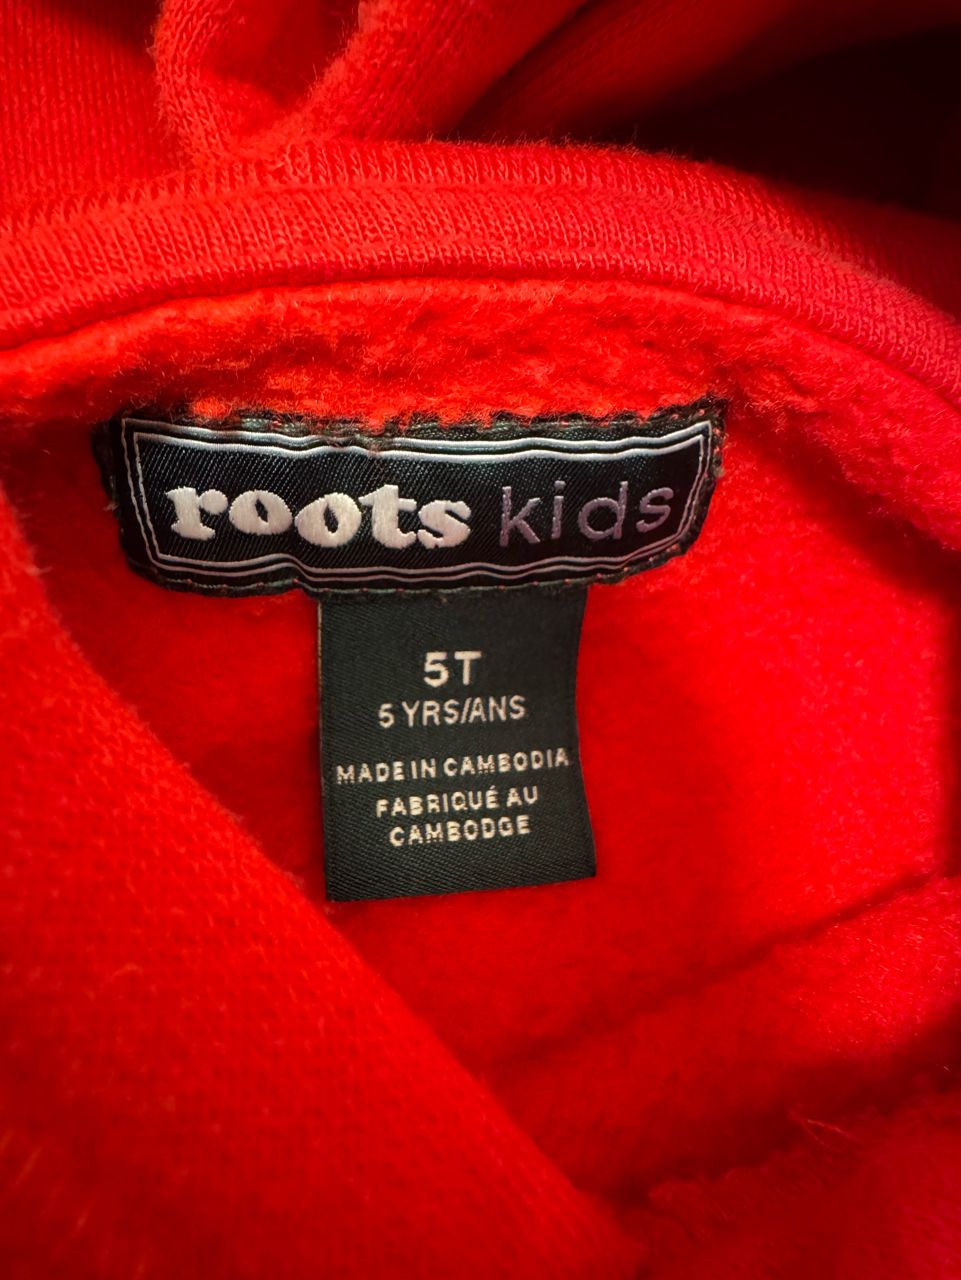 roots kids
5T
5 YRS/ANS
MADE IN CAMBODIA
FABRIQUÉ AU
CAMBODGE